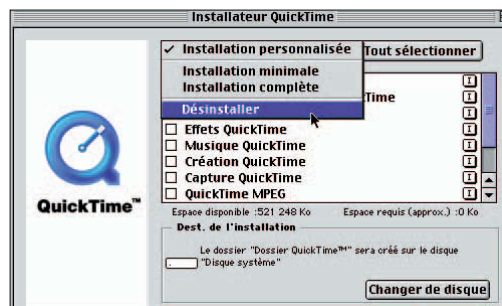 Installateur QuickTime
✓ Installation personnalisée
Tout sélectionner
Installation minimale
Installation complète
Time
Désinstaller
Effets QuickTime
Musique QuickTime
Création QuickTime
Capture QuickTime
QuickTime MPEG
QuickTime™
Espace disponible :521 248 Ko
Espace requis (approx.) :0 Ko
Dest. de l'installation
Le dossier "Dossier QuickTime™" sera créé sur le disque
"Disque système"
Changer de disque